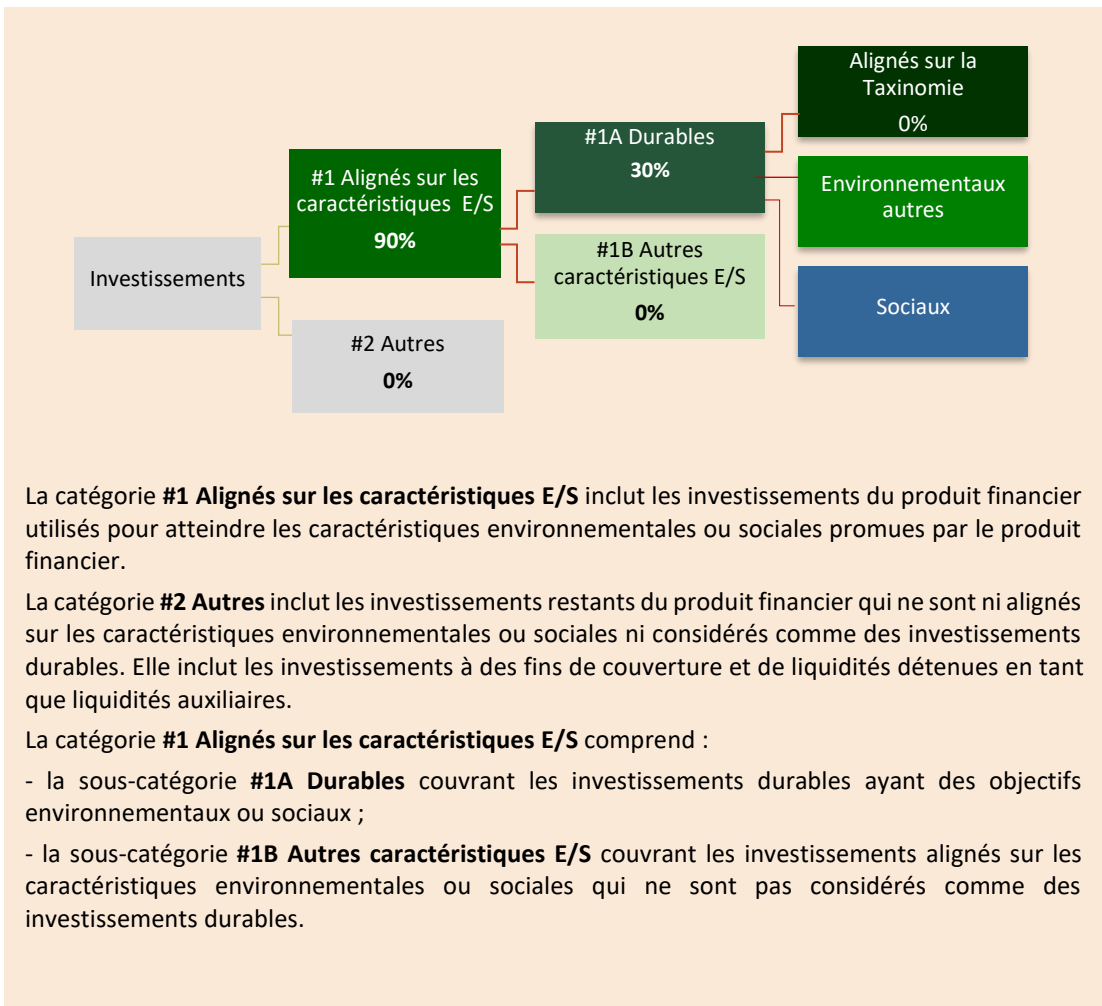 Investissements
#1 Alignés sur les
caractéristiques E/S
90%
#2 Autres
0%
#1A Durables
30%
#1B Autres
caractéristiques E/S
0%
Alignés sur la
Taxinomie
0%
Environnementaux
autres
Sociaux
La catégorie #1 Alignés sur les caractéristiques E/S inclut les investissements du produit financier
utilisés pour atteindre les caractéristiques environnementales ou sociales promues par le produit
financier.
La catégorie #2 Autres inclut les investissements restants du produit financier qui ne sont ni alignés
sur les caractéristiques environnementales ou sociales ni considérés comme des investissements
durables. Elle inclut les investissements à des fins de couverture et de liquidités détenues en tant
que liquidités auxiliaires.
La catégorie #1 Alignés sur les caractéristiques E/S comprend :
- la sous-catégorie #1A Durables couvrant les investissements durables ayant des objectifs
environnementaux ou sociaux ;
- la sous-catégorie #1B Autres caractéristiques E/S couvrant les investissements alignés sur les
caractéristiques environnementales ou sociales qui ne sont pas considérés comme des
investissements durables.